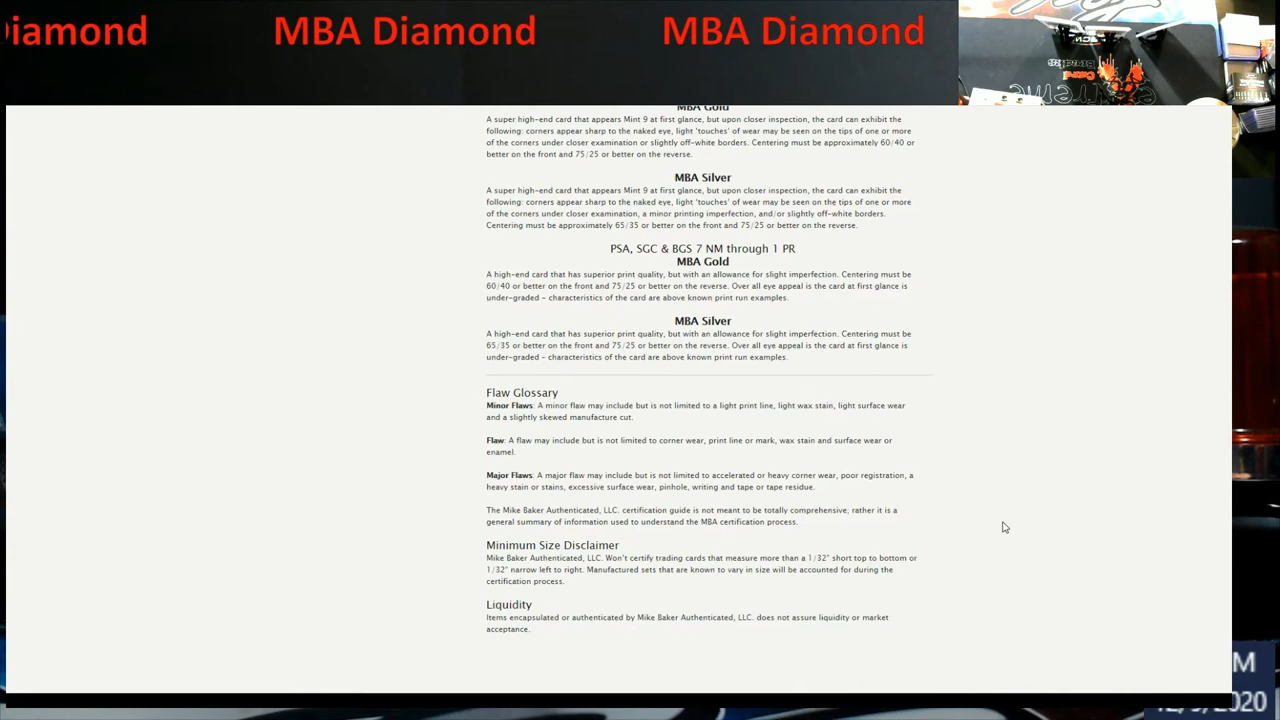 iamond MBA Diamond MBA Diamond
MBA Gold
A super high-end card that appears Mint 9 at first glance, but upon closer inspection, the card can exhibit the
following: corners appear sharp to the naked eye, light 'touches' of wear may be seen on the tips of one or more
of the corners under closer examination or slightly off-white borders. Centering must be approximately 60/40 or
better on the front and 75/25 or better on the reverse.
MBA Silver
A super high-end card that appears Mint 9 at first glance, but upon closer inspection, the card can exhibit the
following: corners appear sharp to the naked eye, light 'touches' of wear may be seen on the tips of one or more
of the corners under closer examination, a minor printing imperfection, and/or slightly off-white borders.
Centering must be approximately 65/35 or better on the front and 75/25 or better on the reverse.
PSA, SGC & BGS 7 NM through 1 PR
MBA Gold
A high-end card that has superior print quality, but with an allowance for slight imperfection. Centering must be
60/40 or better on the front and 75/25 or better on the reverse. Over all eye appeal is the card at first glance is
under-graded - characteristics of the card are above known print run examples.
MBA Silver
A high-end card that has superior print quality, but with an allowance for slight imperfection. Centering must be
65/35 or better on the front and 75/25 or better on the reverse. Over all eye appeal is the card at first glance is
under-graded - characteristics of the card are above known print run examples.
Flaw Glossary
Minor Flaws: A minor flaw may include but is not limited to a light print line, light wax stain, light surface wear
and a slightly skewed manufacture cut.
Flaw: A flaw may include but is not limited to corner wear, print line or mark, wax stain and surface wear or
enamel.
Major Flaws: A major flaw may include but is not limited to accelerated or heavy corner wear, poor registration, a
heavy stain or stains, excessive surface wear, pinhole, writing and tape or tape residue.
The Mike Baker Authenticated, LLC. certification guide is not meant to be totally comprehensive; rather it is a
general summary of information used to understand the MBA certification process.
Minimum Size Disclaimer
Mike Baker Authenticated, LLC. Won't certify trading cards that measure more than a 1/32" short top to bottom or
1/32" narrow left to right. Manufactured sets that are known to vary in size will be accounted for during the
certification process.
Liquidity
Items encapsulated or authenticated by Mike Baker Authenticated, LLC. does not assure liquidity or market
acceptance.
M